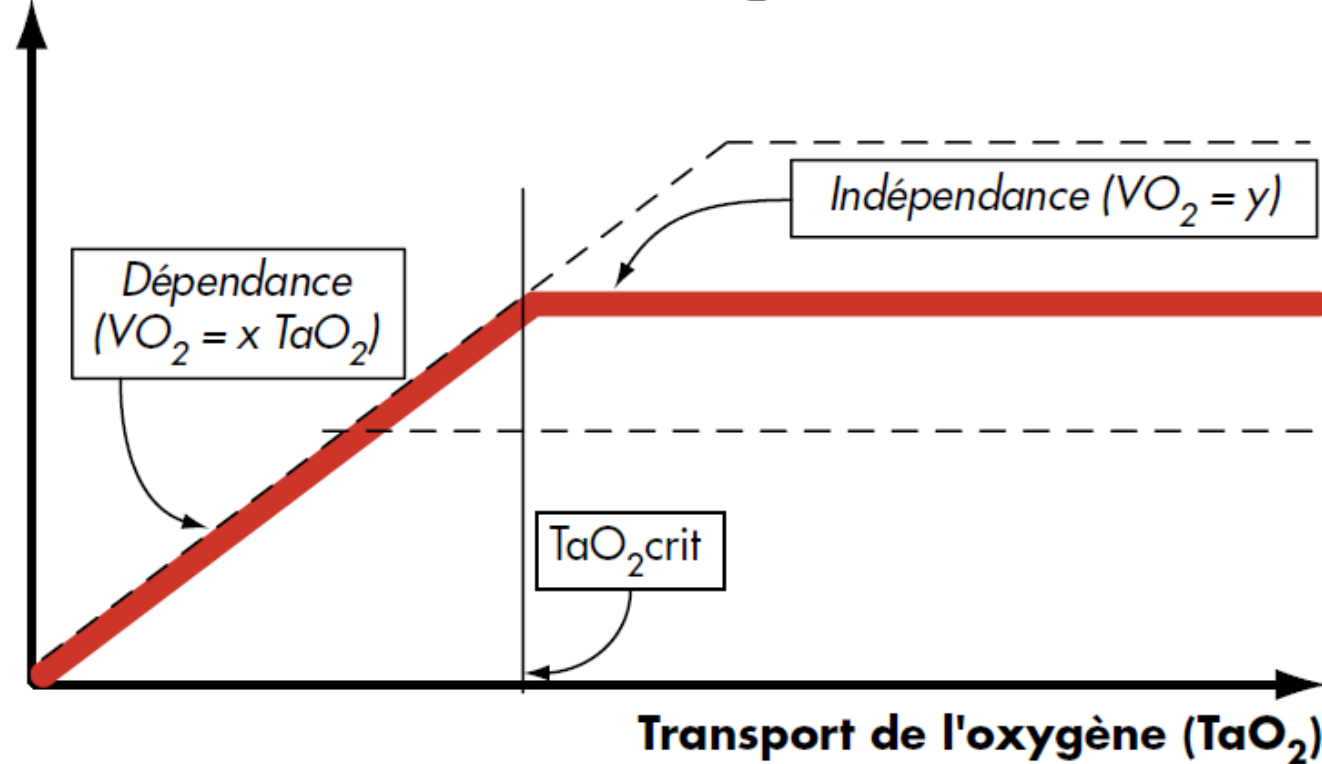 Indépendance (VO₂ = y)
Dépendance
(VO₂ = x TaO₂)
TaO₂crit
Transport de l'oxygène (TaO₂)